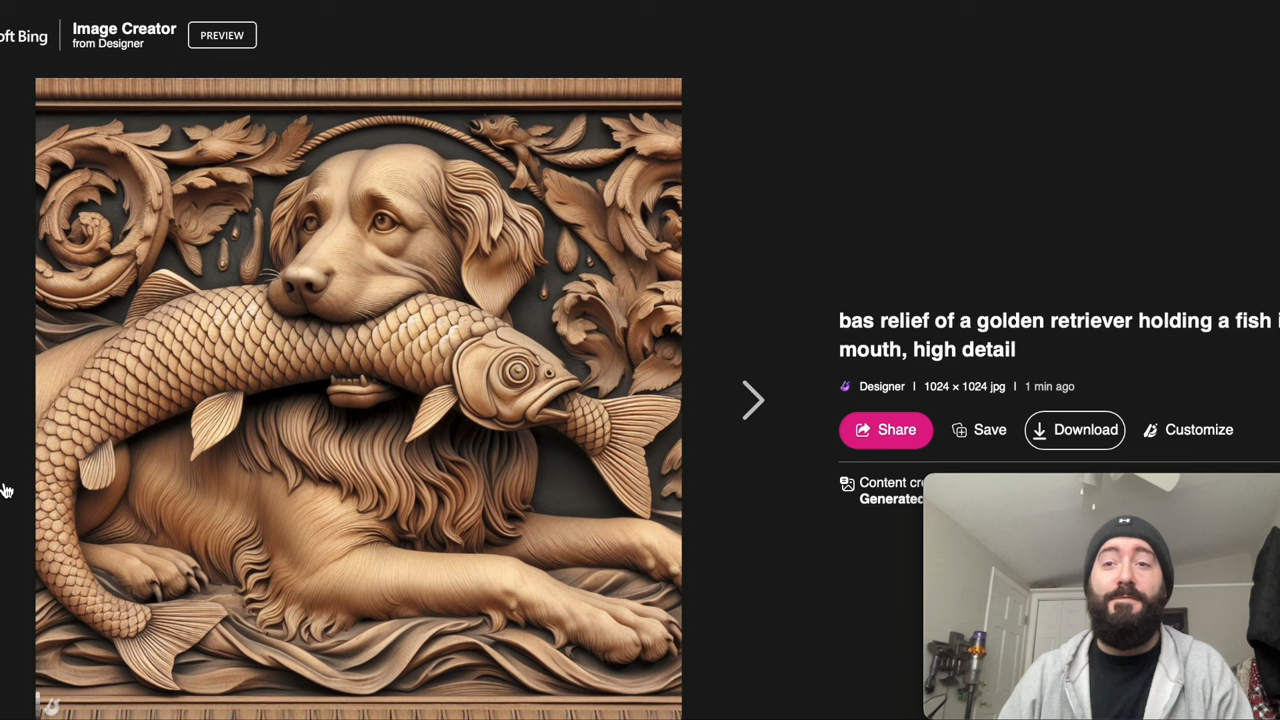 oft Bing
Image Creator
from Designer
PREVIEW
bas relief of a golden retriever holding a fish i
mouth, high detail
Designer | 1024 × 1024 jpg | 1 min ago
Share Save Download Customize
Content cre
Generated